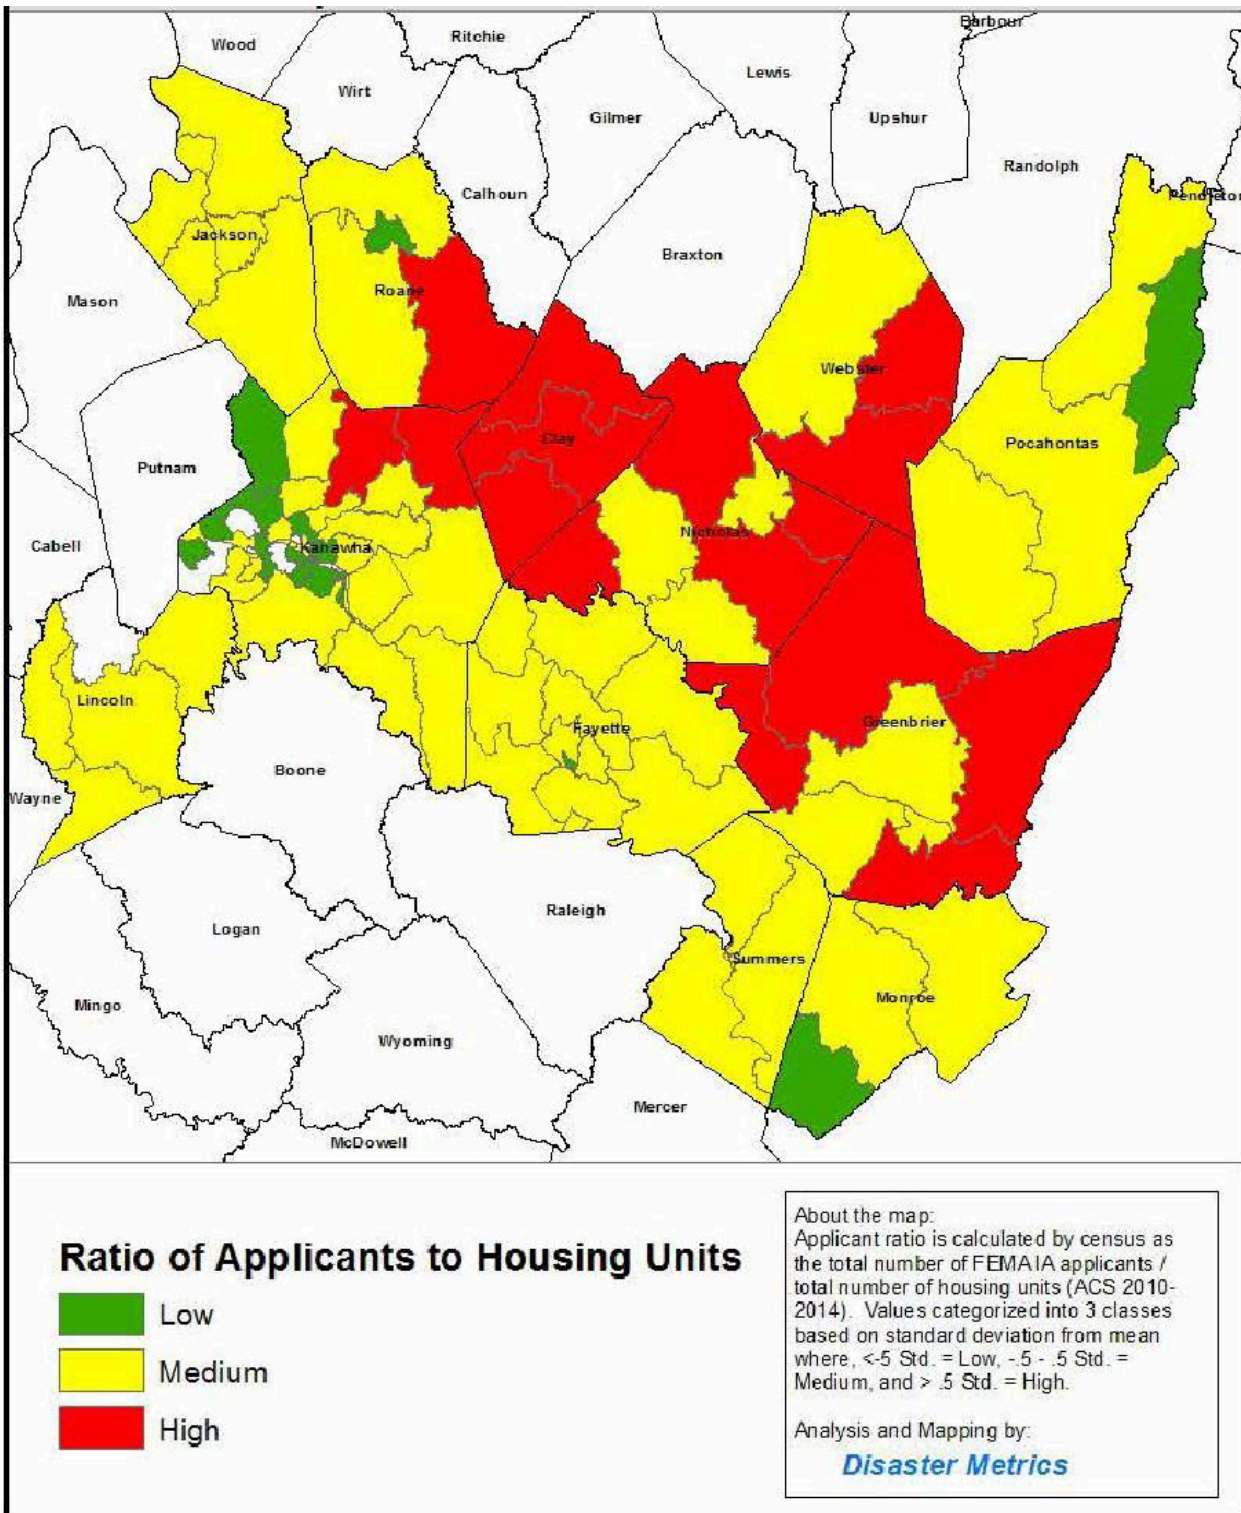 Barbour
Ritchie
Wood
Lewis
Wirt
Gilmer
Upshur
Randolph
Calhoun
Pendleton
Jackson
Braxton
Roane
Mason
Webster
Clay
Pocahontas
Putnam
Nicholas
Cabell
Kanawha
Lincoln
Greenbrier
Fayette
Boone
Wayne
Raleigh
Logan
Summers
Monroe
Mingo
Wyoming
Mercer
McDowell
Ratio of Applicants to Housing Units
Low
Medium
High
About the map:
Applicant ratio is calculated by census as
the total number of FEMA IA applicants /
total number of housing units (ACS 2010-
2014). Values categorized into 3 classes
based on standard deviation from mean
where, <-5 Std. = Low, -.5 - .5 Std. =
Medium, and > .5 Std. = High.
Analysis and Mapping by:
Disaster Metrics